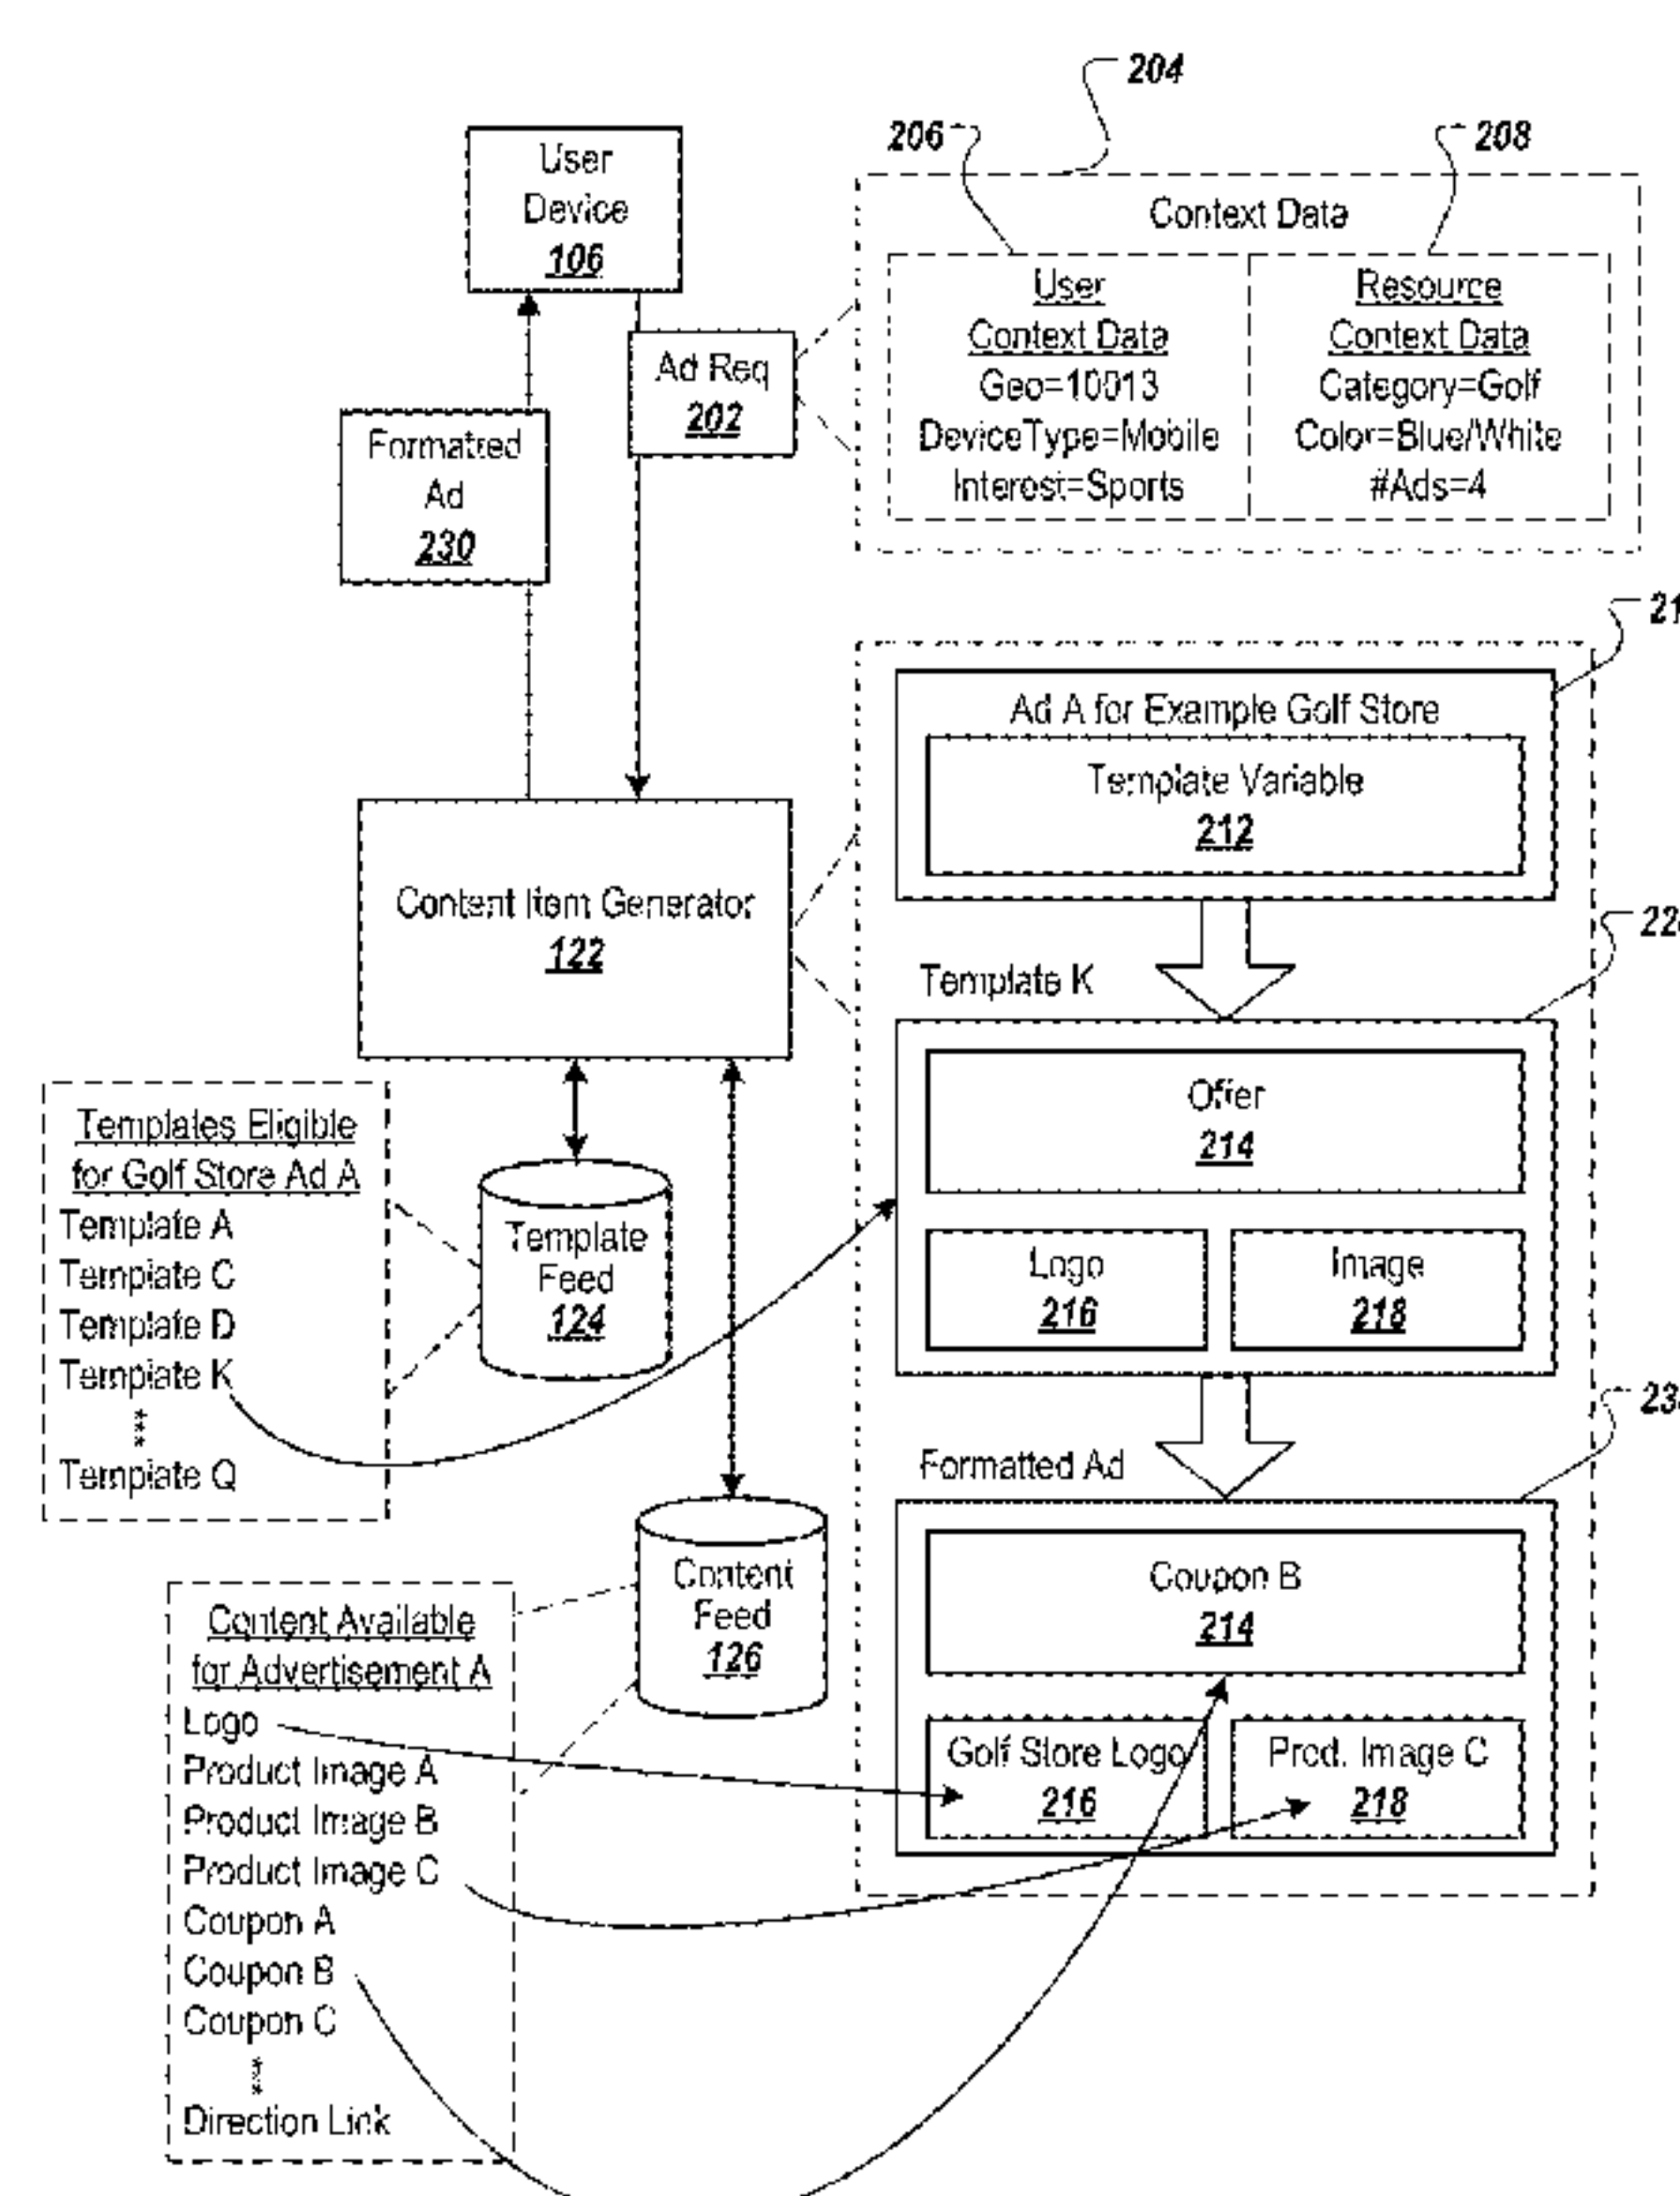 204
206
208
User
Device
106
Context Data
User
Context Data
Geo=10013
DeviceType=Mobile
Interest=Sports
Resource
Context Data
Category=Golf
Color=Blue/White
#Ads=4
Ad Req
202
Formatted
Ad
230
21
Ad A for Example Golf Store
Template Variable
212
Content Item Generator
122
22
Template K
Offer
214
Logo
216
Image
218
Templates Eligible
for Golf Store Ad A
Template A
Template C
Template D
Template K
***
Template Q
Template
Feed
124
23
Formatted Ad
Coupon B
214
Golf Store Logo
216
Prod. Image C
218
Content
Feed
126
Content Available
for Advertisement A
Logo
Product Image A
Product Image B
Product Image C
Coupon A
Coupon B
Coupon C
***
Direction Link